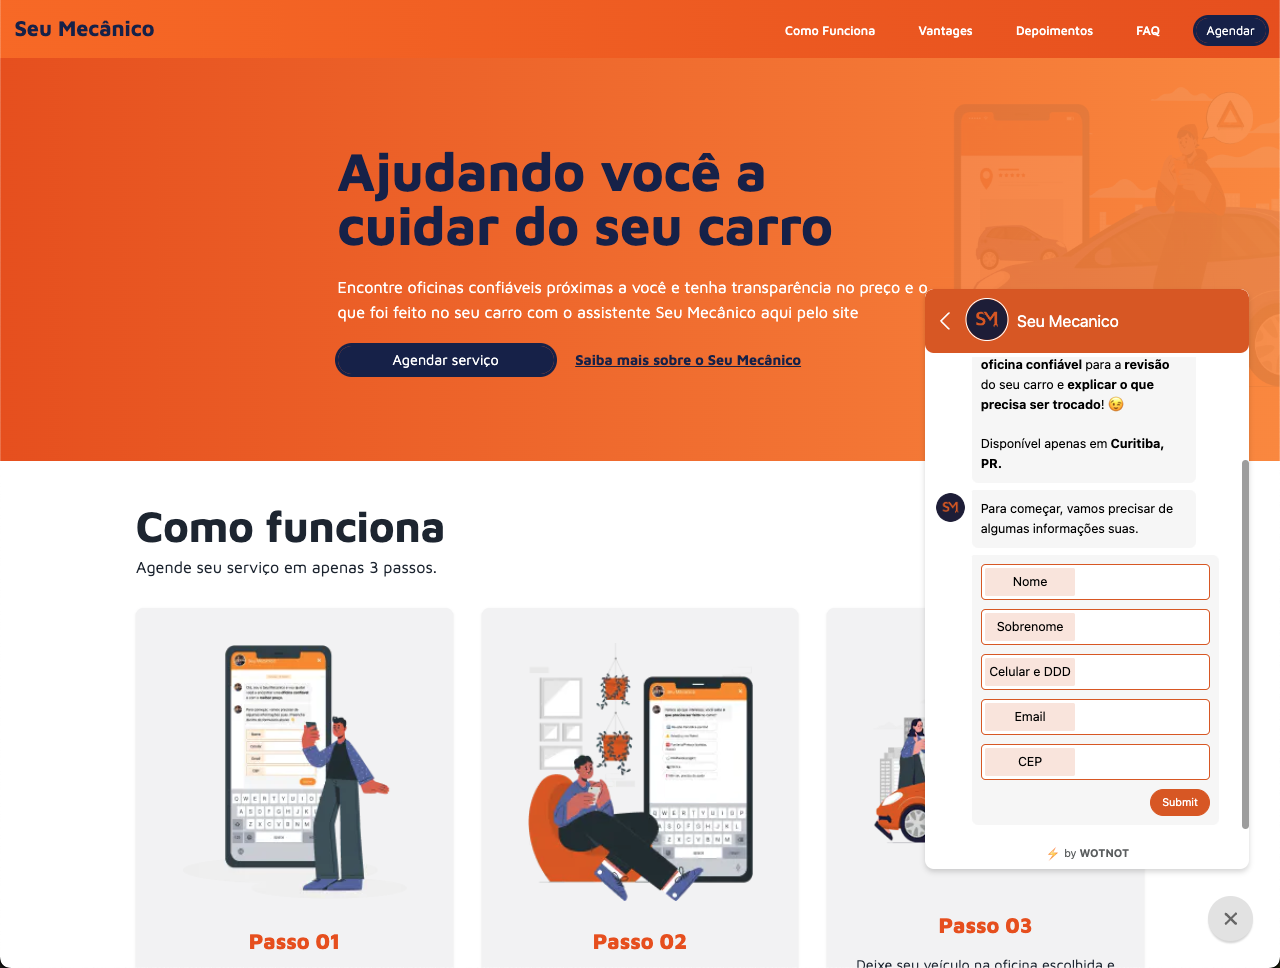 Seu Mecânico
Como Funciona
Vantages
Depoimentos
FAQ
Agendar
Ajudando você a
cuidar do seu carro
Encontre oficinas confiáveis próximas a você e tenha transparência no preço e o
que foi feito no seu carro com o assistente Seu Mecânico aqui pelo site
Agendar serviço
Saiba mais sobre o Seu Mecânico
Como funciona
Agende seu serviço em apenas 3 passos.
Passo 01
Passo 02
Passo 03
Deixe seu veículo na oficina escolhida e
SM
Seu Mecanico
oficina confiável para a revisão
do seu carro e explicar o que
precisa ser trocado! 😉
Disponível apenas em Curitiba,
PR.
SM
Para começar, vamos precisar de
algumas informações suas.
Nome
Sobrenome
Celular e DDD
Email
CEP
Submit
⚡ by WOTNOT